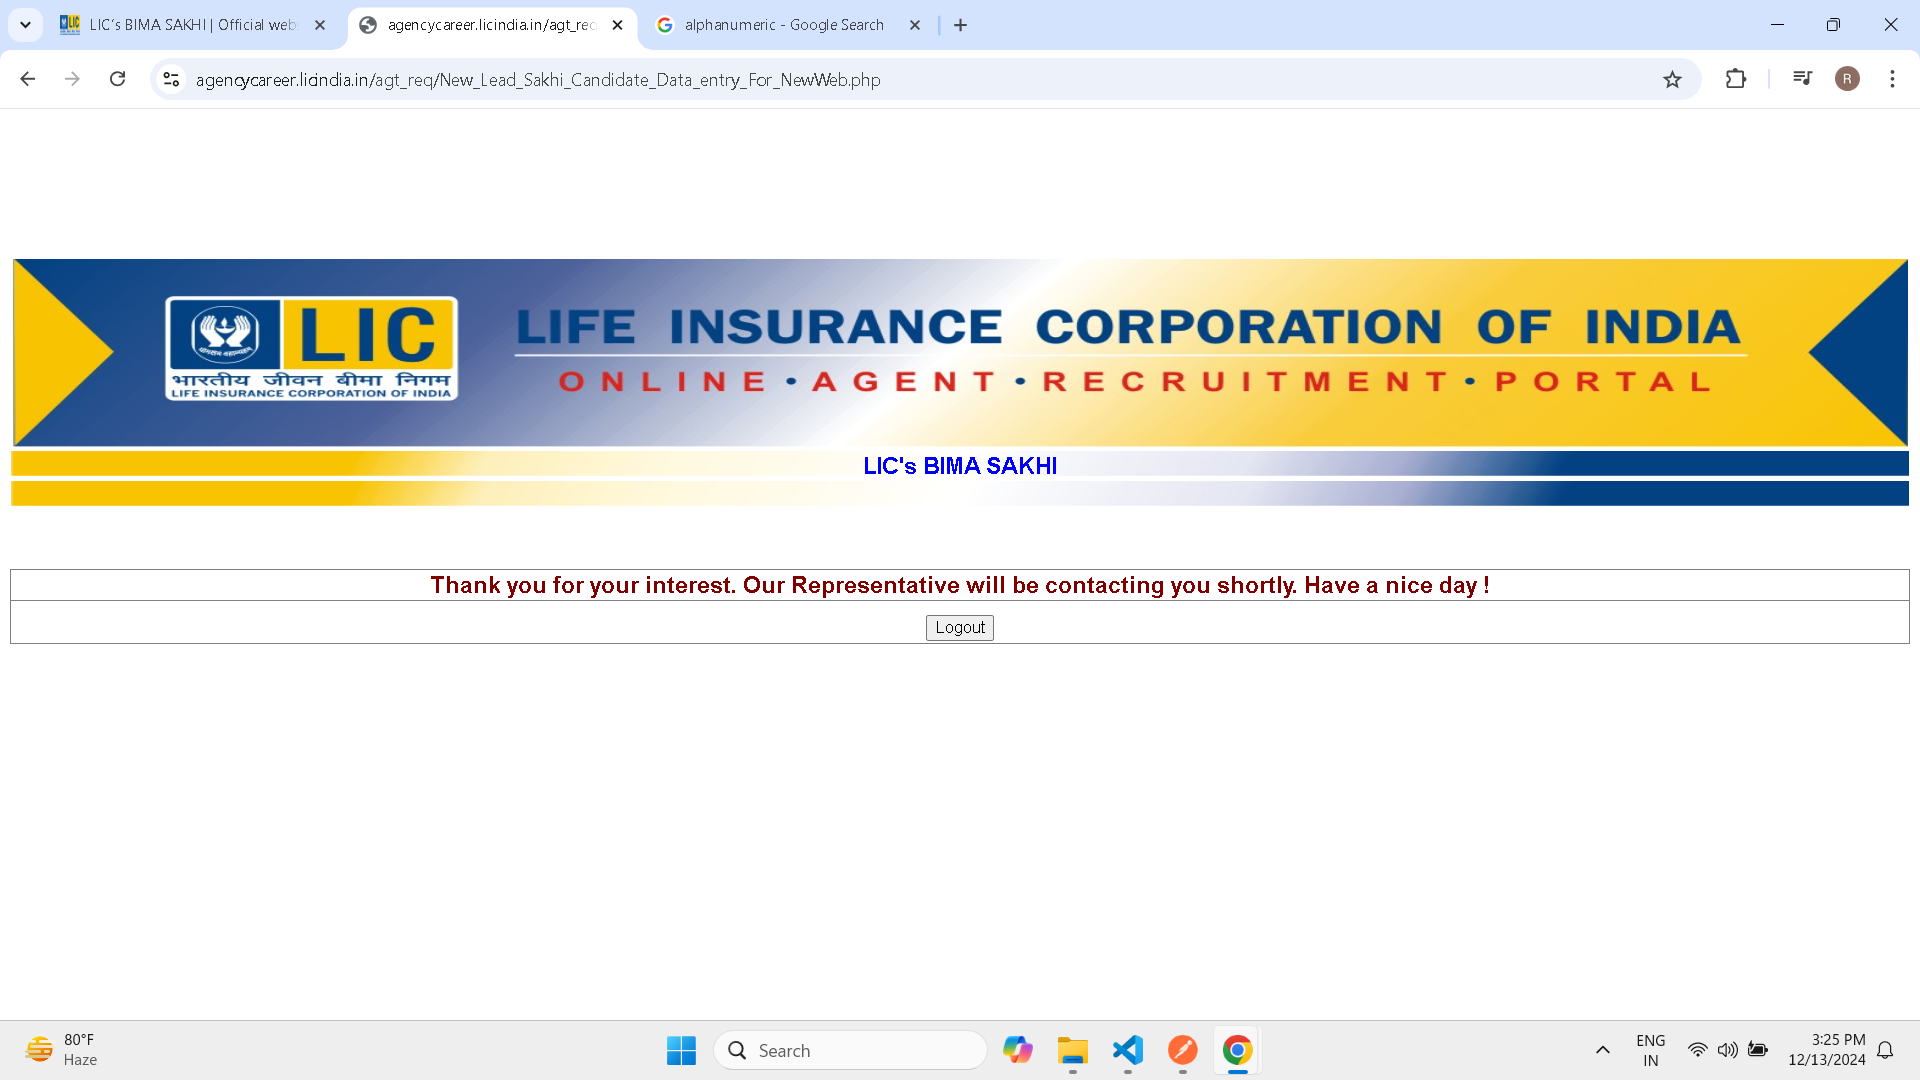 LIC's BIMA SAKHI | Official web
agencycareer.licindia.in/agt_rec
alphanumeric - Google Search
agencycareer.licindia.in/agt_req/New_Lead_Sakhi_Candidate_Data_entry_For_NewWeb.php
R
LIC
भारतीय जीवन बीमा निगम
LIFE INSURANCE CORPORATION OF INDIA
LIFE INSURANCE CORPORATION OF INDIA
ONLINE • AGENT • RECRUITMENT • PORTAL
LIC's BIMA SAKHI
Thank you for your interest. Our Representative will be contacting you shortly. Have a nice day !
Logout
80°F
Haze
Search
ENG
IN
3:25 PM
12/13/2024